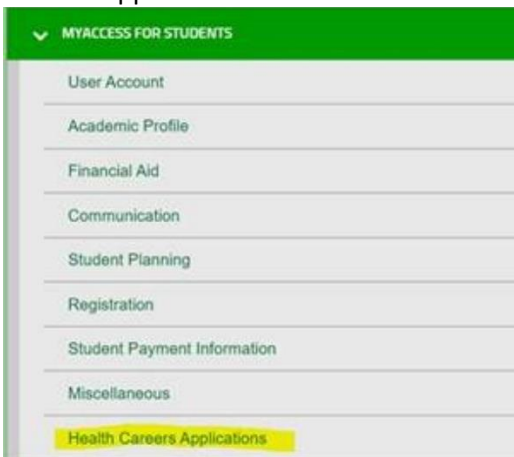 MYACCESS FOR STUDENTS
User Account
Academic Profile
Financial Aid
Communication
Student Planning
Registration
Student Payment Information
Miscellaneous
Health Careers Applications